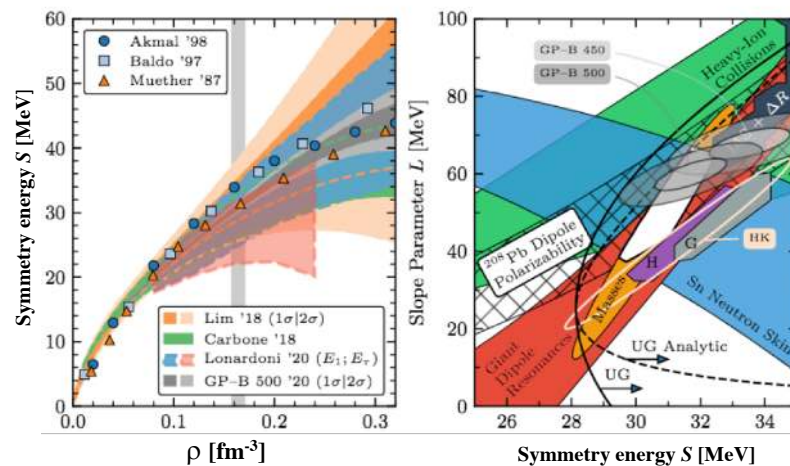 Symmetry energy S [MeV]
60
50
40
30
20
10
0
Akmal '98
Baldo '97
Muether '87
Lim '18 (1σ|2σ)
Carbone '18
Lonardoni '20 (E₁; Eτ)
GP–B 500 '20 (1σ|2σ)
0.0
0.1
0.2
0.3
ρ [fm-3]
Slope Parameter L [MeV]
100
80
60
40
20
0
GP–B 450
GP–B 500
Heavy-Ion
Collisions
ΔR
208Pb Dipole
Polarizability
HK
G
H
Masses
Sn Neutron Skin
Giant
Dipole
Resonances
UG Analytic
UG
26
28
30
32
34
Symmetry energy S [MeV]